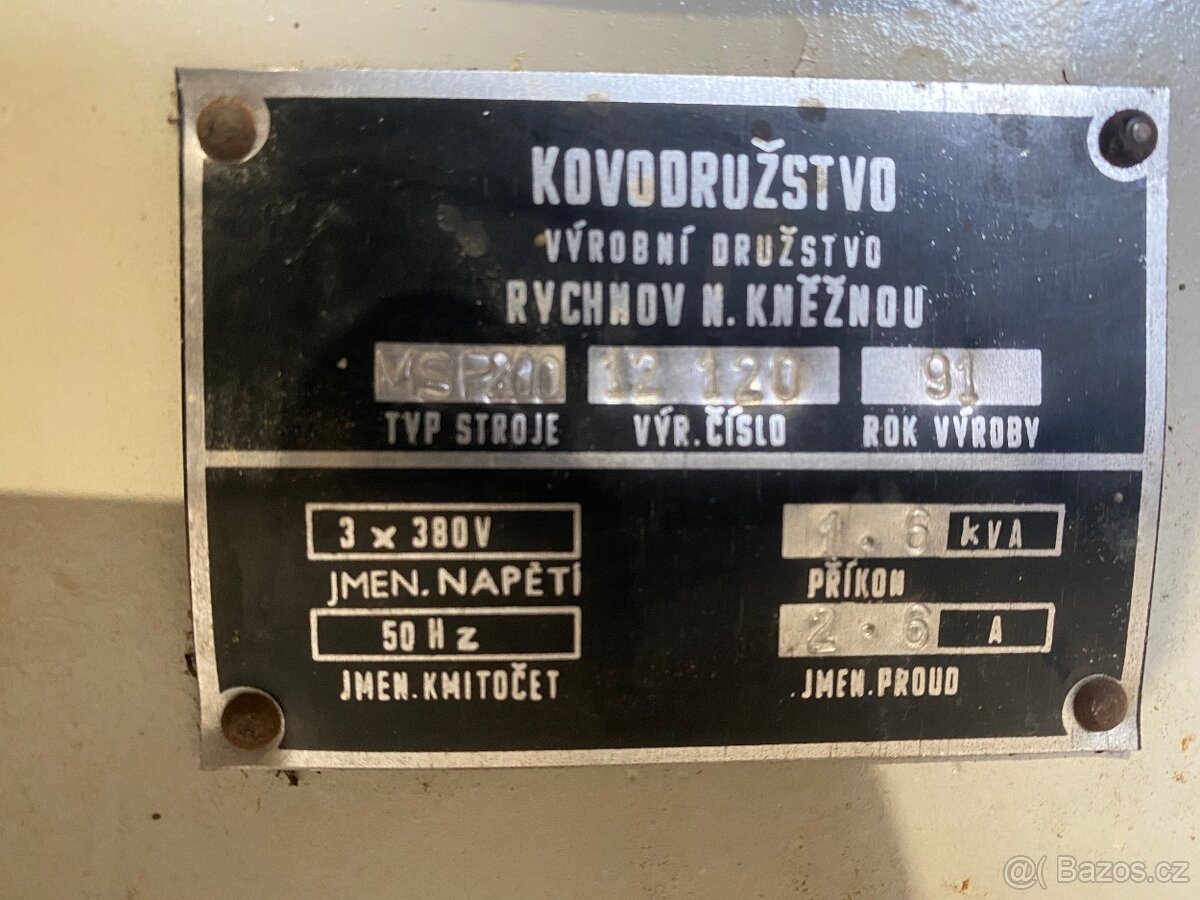 KOVODRUŽSTVO
VÝROBNÍ DRUŽSTVO
RYCHNOV N. KNĚŽNOU
MSP200 12 120 91
TYP STROJE VÝR. ČÍSLO ROK VÝROBY
3 x 380V 1.6 kVA
JMEN. NAPĚTÍ PŘÍKON
50 Hz 2.6 A
JMEN. KMITOČET JMEN. PROUD
@( Bazos.cz